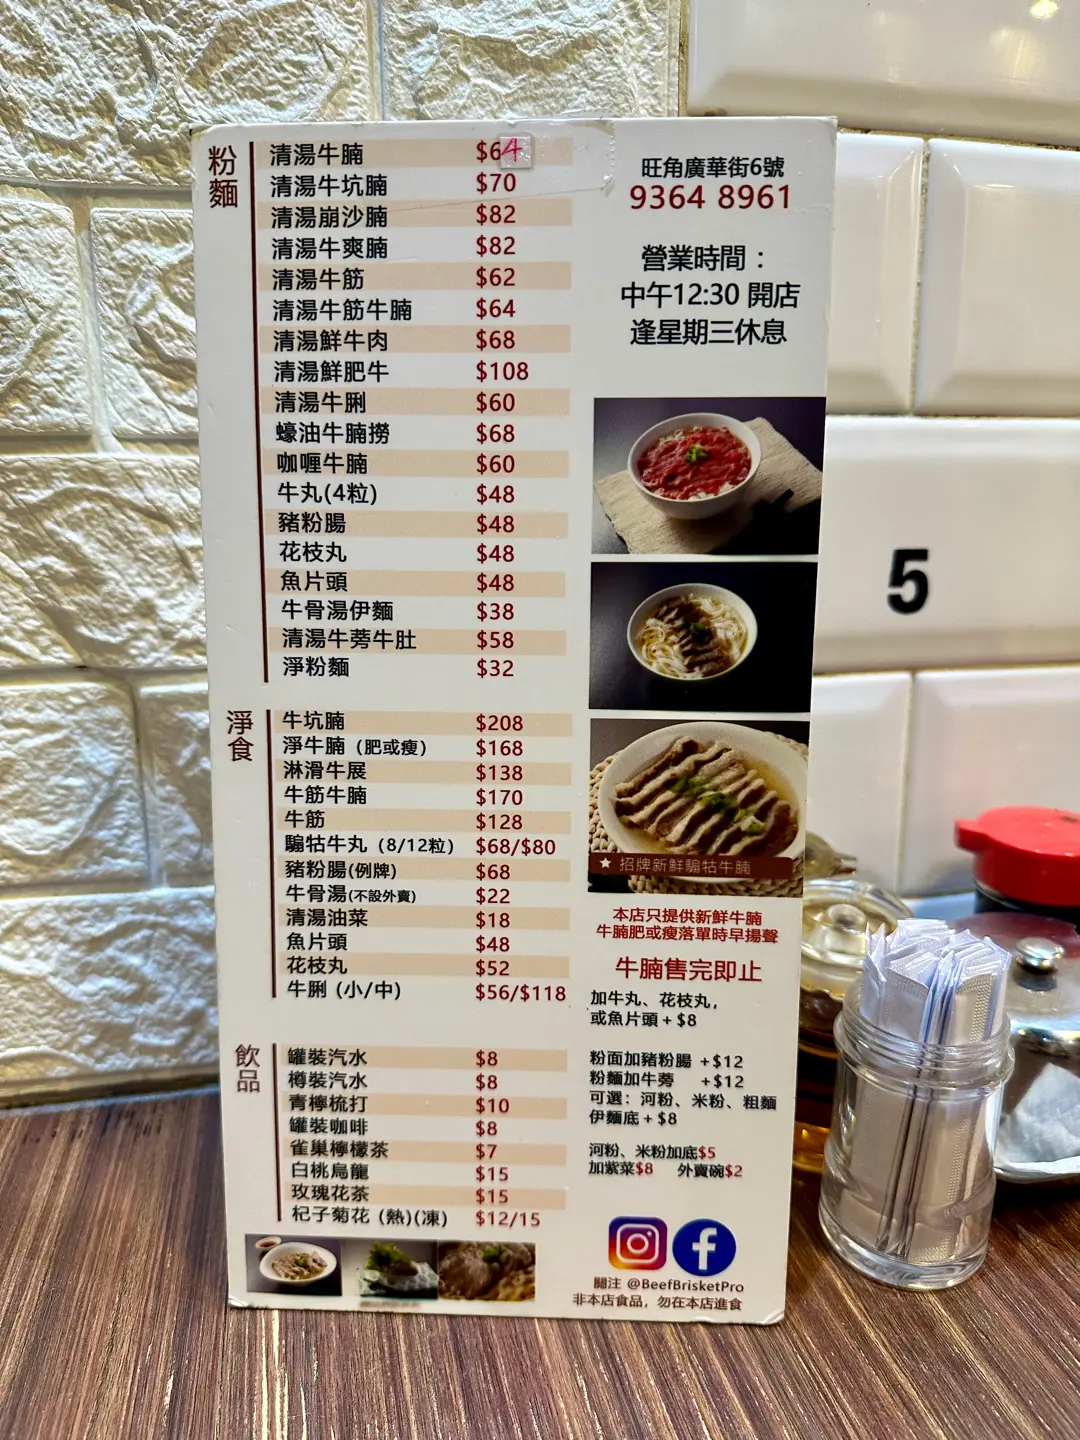 粉麵
清湯牛腩 $64
清湯牛坑腩 $70
清湯崩沙腩 $82
清湯牛爽腩 $82
清湯牛筋 $62
清湯牛筋牛腩 $64
清湯鮮牛肉 $68
清湯鮮肥牛 $108
清湯牛脷 $60
蠔油牛腩撈 $68
咖喱牛腩 $60
牛丸(4粒) $48
豬粉腸 $48
花枝丸 $48
魚片頭 $48
牛骨湯伊麵 $38
清湯牛蒡牛肚 $58
淨粉麵 $32
淨食
牛坑腩 $208
淨牛腩（肥或瘦） $168
淋滑牛展 $138
牛筋牛腩 $170
牛筋 $128
騸牯牛丸（8/12粒） $68/$80
豬粉腸(例牌) $68
牛骨湯(不設外賣) $22
清湯油菜 $18
魚片頭 $48
花枝丸 $52
牛脷 (小/中) $56/$118
飲品
罐裝汽水 $8
樽裝汽水 $8
青檸梳打 $10
罐裝咖啡 $8
雀巢檸檬茶 $7
白桃烏龍 $15
玫瑰花茶 $15
杞子菊花 (熱)(凍) $12/15
旺角廣華街6號
9364 8961
營業時間：
中午12:30 開店
逢星期三休息
★ 招牌新鮮騸牯牛腩
本店只提供新鮮牛腩
牛腩肥或瘦落單時早揚聲
牛腩售完即止
加牛丸、花枝丸，
或魚片頭 + $8
粉面加豬粉腸 +$12
粉麵加牛蒡 +$12
可選：河粉、米粉、粗麵
伊麵底 + $8
河粉、米粉加底$5
加紫菜$8 外賣碗$2
關注 @BeefBrisketPro
非本店食品，勿在本店進食
5